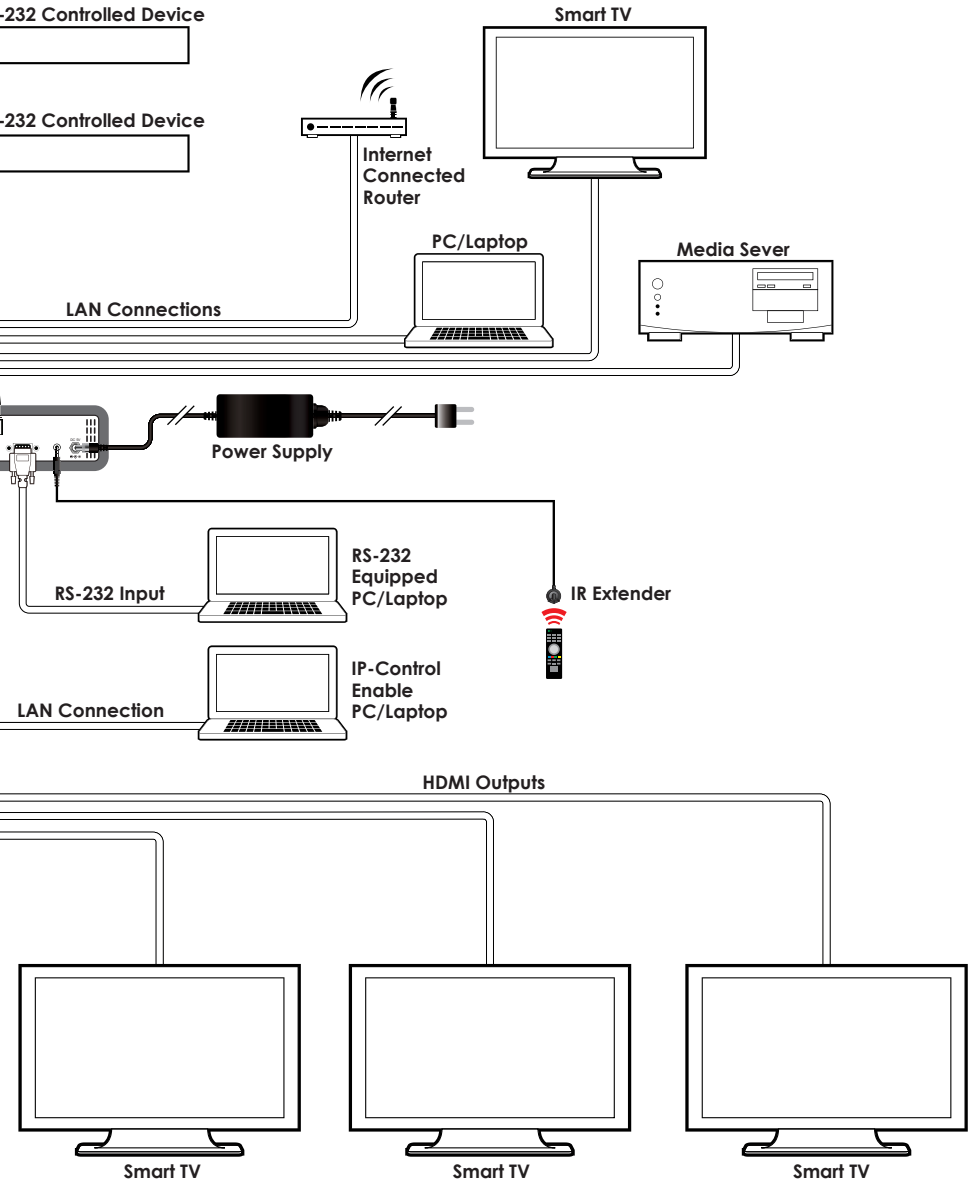 -232 Controlled Device
Smart TV
-232 Controlled Device
Internet
Connected
Router
PC/Laptop
Media Sever
LAN Connections
Power Supply
RS-232
Equipped
PC/Laptop
RS-232 Input
IR Extender
IP-Control
Enable
PC/Laptop
LAN Connection
HDMI Outputs
Smart TV
Smart TV
Smart TV